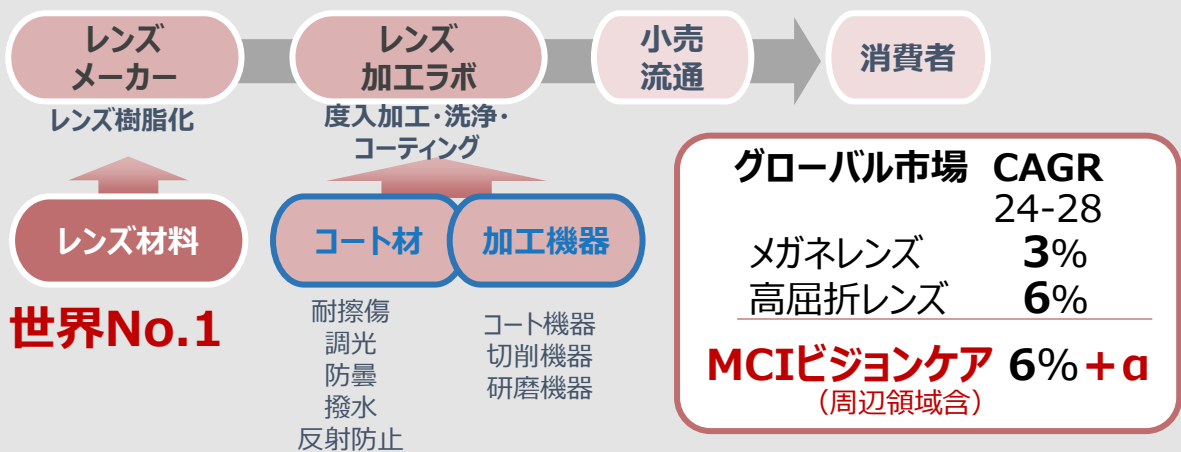 レンズ
メーカー
レンズ
加工ラボ
小売
流通
消費者
レンズ樹脂化
度入加工・洗浄・
コーティング
レンズ材料
コート材
加工機器
世界No.1
耐擦傷
調光
防曇
撥水
反射防止
コート機器
切削機器
研磨機器
グローバル市場 CAGR
24-28
メガネレンズ 3%
高屈折レンズ 6%
MCIビジョンケア 6%+α
（周辺領域含）